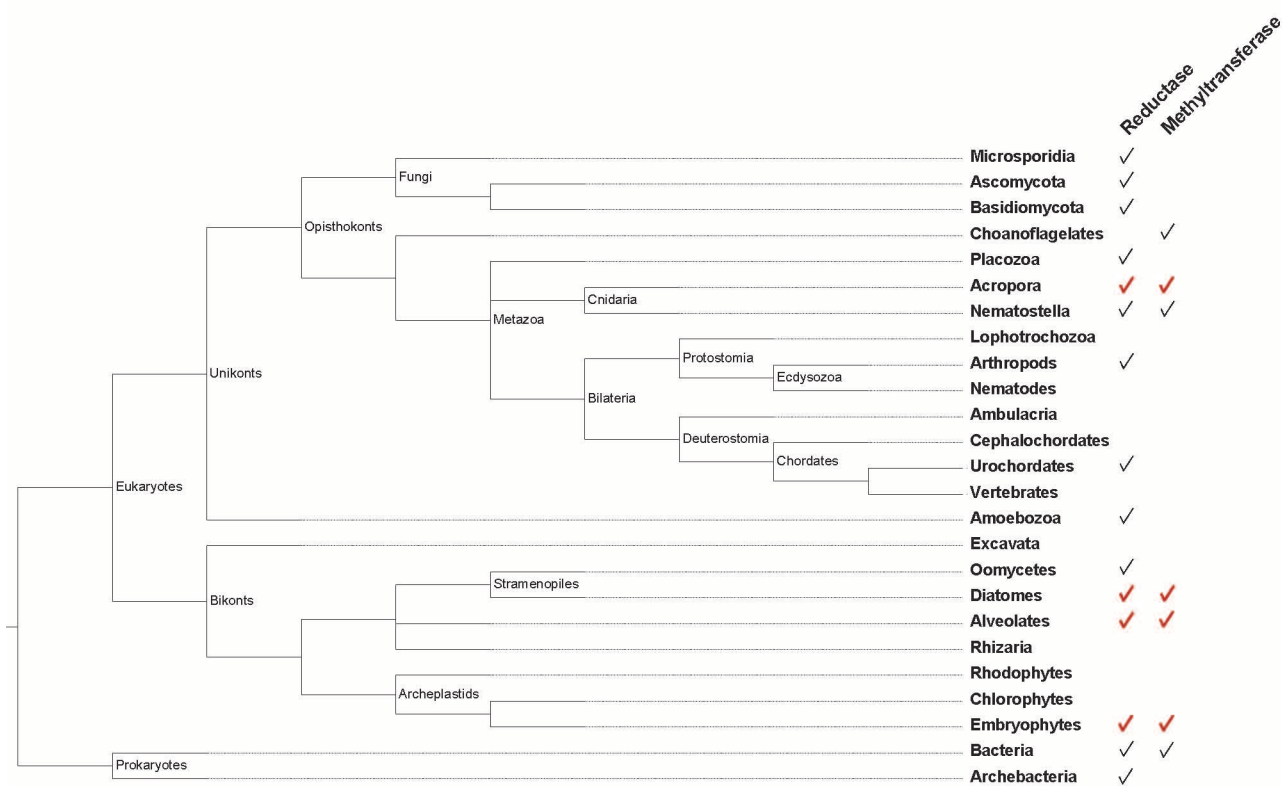 Reductase
Methyltransferase
Microsporidia ✓
Fungi
Ascomycota ✓
Basidiomycota ✓
Opisthokonts
Choanoflagelates ✓
Placozoa ✓
Acropora ✓ ✓
Cnidaria
Nematostella ✓ ✓
Metazoa
Lophotrochozoa
Protostomia
Arthropods ✓
Unikonts
Ecdysozoa
Nematodes
Bilateria
Ambulacria
Deuterostomia
Cephalochordates
Chordates
Urochordates ✓
Eukaryotes
Vertebrates
Amoebozoa ✓
Excavata
Oomycetes ✓
Stramenopiles
Diatomes ✓ ✓
Bikonts
Alveolates ✓ ✓
Rhizaria
Rhodophytes
Archeplastids
Chlorophytes
Embryophytes ✓ ✓
Bacteria ✓ ✓
Prokaryotes
Archebacteria ✓